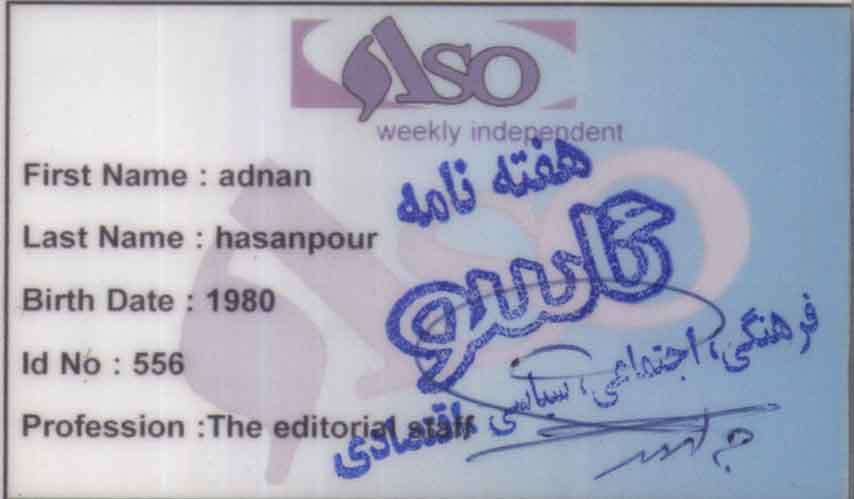 ASO
weekly independent
First Name : adnan
Last Name : hasanpour
Birth Date : 1980
Id No : 556
Profession :The editorial staff
هفته نامه
ئاسو
فرهنگی، اجتماعی، سیاسی، اقتصادی